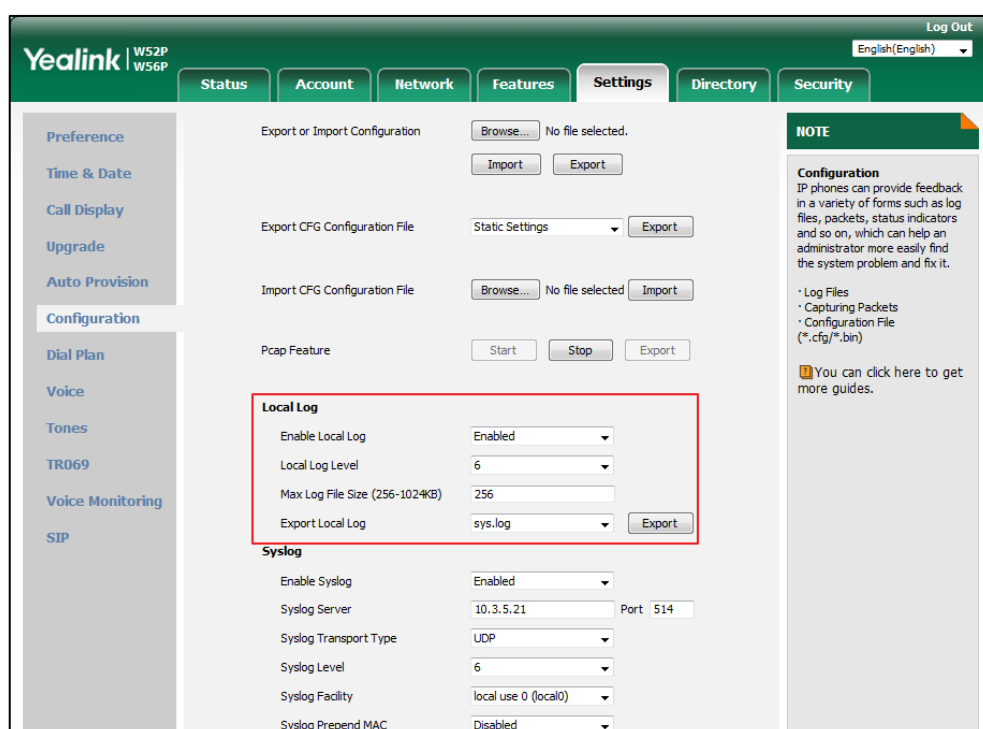 Log Out
Yealink | W52P
W56P
English(English)
Status Account Network Features Settings Directory Security
Preference
Time & Date
Call Display
Upgrade
Auto Provision
Configuration
Dial Plan
Voice
Tones
TR069
Voice Monitoring
SIP
Export or Import Configuration Browse... No file selected.
Import Export
Export CFG Configuration File Static Settings Export
Import CFG Configuration File Browse... No file selected Import
Pcap Feature Start Stop Export
Local Log
Enable Local Log Enabled
Local Log Level 6
Max Log File Size (256-1024KB) 256
Export Local Log sys.log Export
Syslog
Enable Syslog Enabled
Syslog Server 10.3.5.21 Port 514
Syslog Transport Type UDP
Syslog Level 6
Syslog Facility local use 0 (local0)
Syslog Prepend MAC Disabled
NOTE
Configuration
IP phones can provide feedback
in a variety of forms such as log
files, packets, status indicators
and so on, which can help an
administrator more easily find
the system problem and fix it.
· Log Files
· Capturing Packets
· Configuration File
(*.cfg/*.bin)
You can click here to get
more guides.